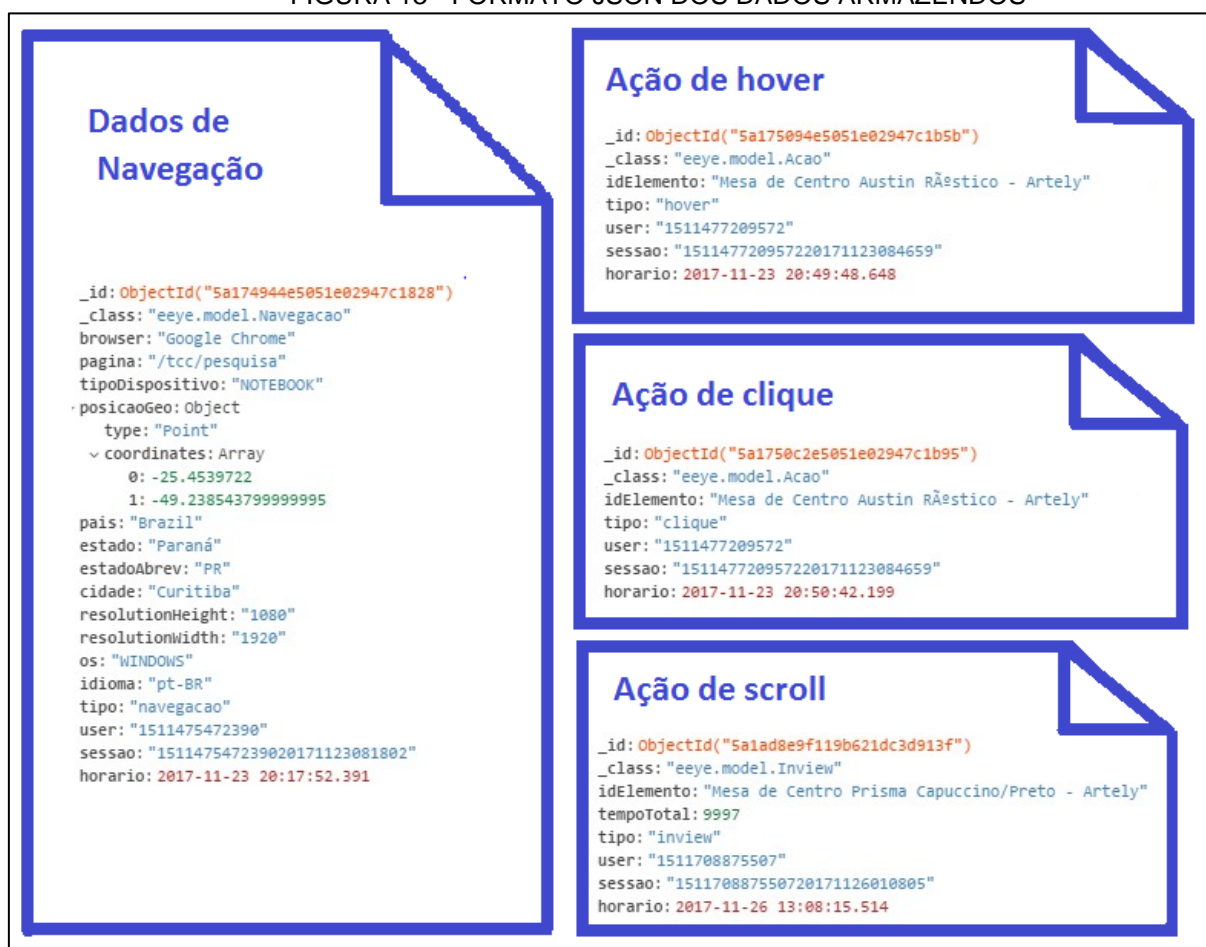 FIGURA 18 - FORMATO JSON DOS DADOS ARMAZENDOS
Dados de
Navegação
_id: ObjectId("5a174944e5051e02947c1828")
_class: "eeye.model.Navegacao"
browser: "Google Chrome"
pagina: "/tcc/pesquisa"
tipoDispositivo: "NOTEBOOK"
posicaoGeo: Object
type: "Point"
coordinates: Array
0: -25.4539722
1: -49.238543799999995
pais: "Brazil"
estado: "Paraná"
estadoAbrev: "PR"
cidade: "Curitiba"
resolutionHeight: "1080"
resolutionWidth: "1920"
os: "WINDOWS"
idioma: "pt-BR"
tipo: "navegacao"
user: "1511475472390"
sessao: "151147547239020171123081802"
horario: 2017-11-23 20:17:52.391
Ação de hover
_id: ObjectId("5a175094e5051e02947c1b5b")
_class: "eeye.model.Acao"
idElemento: "Mesa de Centro Austin RÃºstico - Artely"
tipo: "hover"
user: "1511477209572"
sessao: "151147720957220171123084659"
horario: 2017-11-23 20:49:48.648
Ação de clique
_id: ObjectId("5a1750c2e5051e02947c1b95")
_class: "eeye.model.Acao"
idElemento: "Mesa de Centro Austin RÃºstico - Artely"
tipo: "clique"
user: "1511477209572"
sessao: "151147720957220171123084659"
horario: 2017-11-23 20:50:42.199
Ação de scroll
_id: ObjectId("5a1ad8e9f119b621dc3d913f")
_class: "eeye.model.Inview"
idElemento: "Mesa de Centro Prisma Capuccino/Preto - Artely"
tempoTotal: 9997
tipo: "inview"
user: "1511708875507"
sessao: "151170887550720171126010805"
horario: 2017-11-26 13:08:15.514